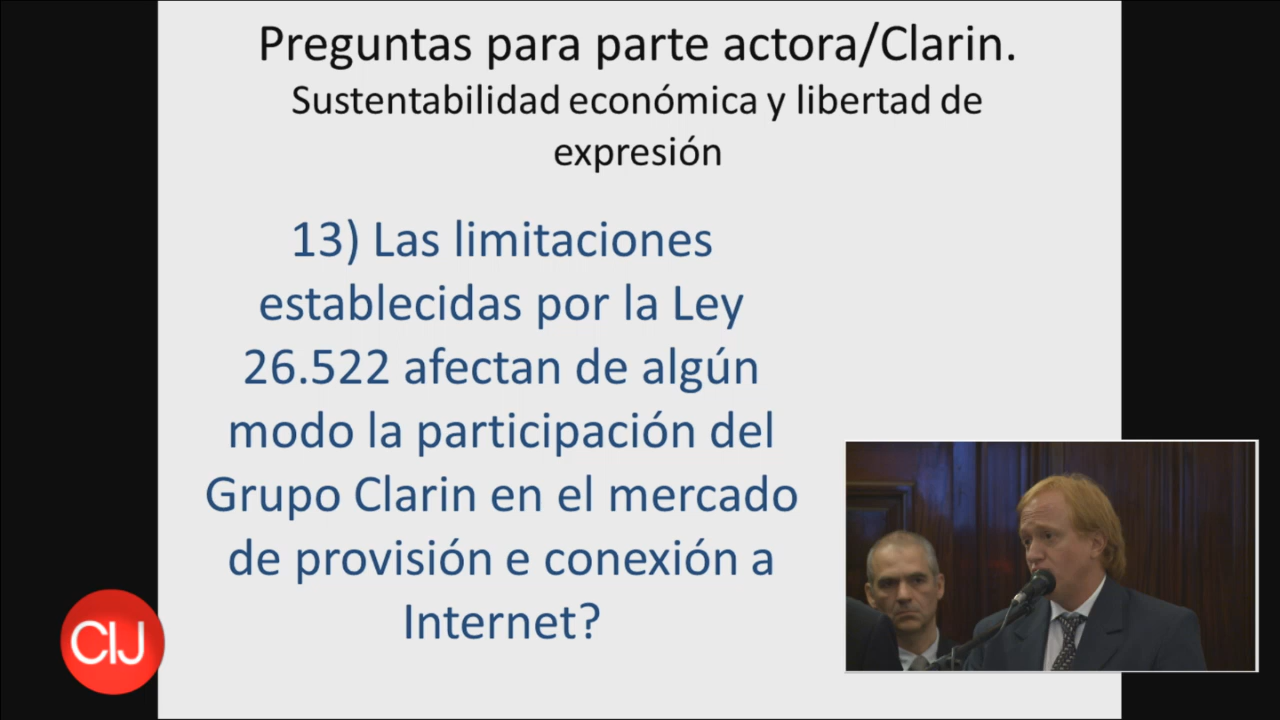 Preguntas para parte actora/Clarin.
Sustentabilidad económica y libertad de
expresión
13) Las limitaciones
establecidas por la Ley
26.522 afectan de algún
modo la participación del
Grupo Clarin en el mercado
de provisión e conexión a
Internet?
CIJ